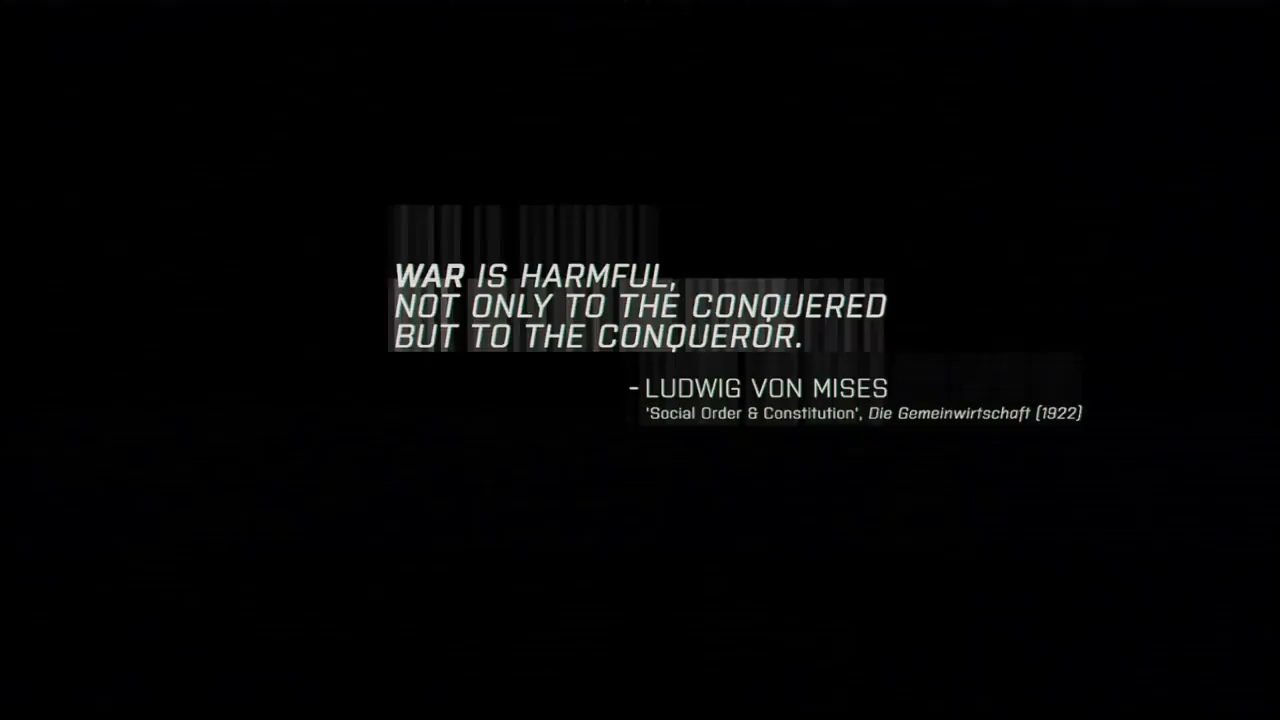 WAR IS HARMFUL,
NOT ONLY TO THE CONQUERED
BUT TO THE CONQUEROR.
- LUDWIG VON MISES
'Social Order & Constitution', Die Gemeinwirtschaft (1922)